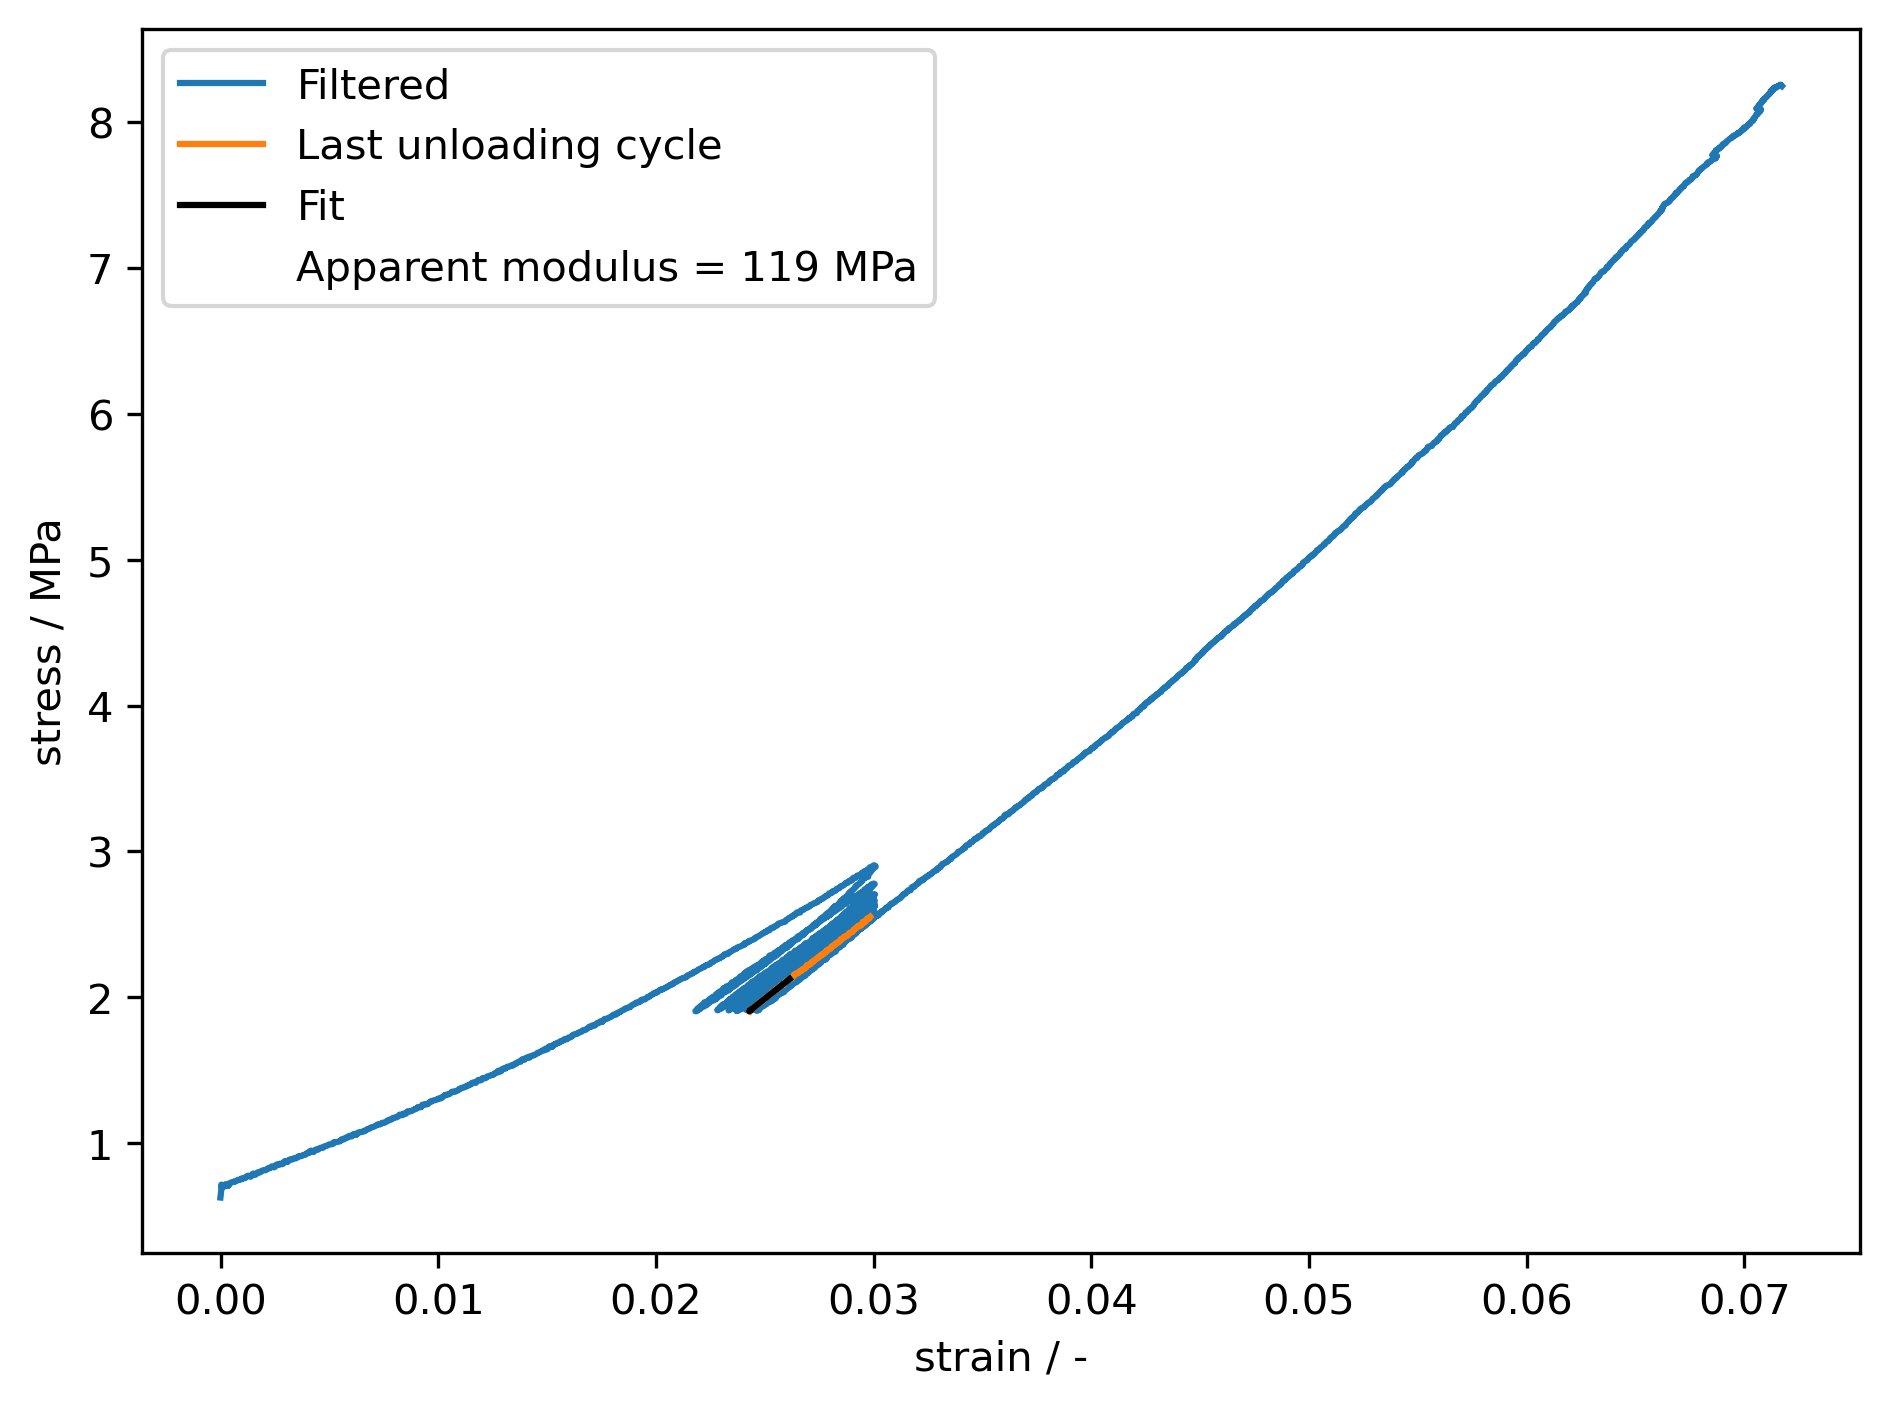 Filtered
Last unloading cycle
Fit
Apparent modulus = 119 MPa
8
7
6
5
4
3
2
1
stress / MPa
0.00 0.01 0.02 0.03 0.04 0.05 0.06 0.07
strain / -